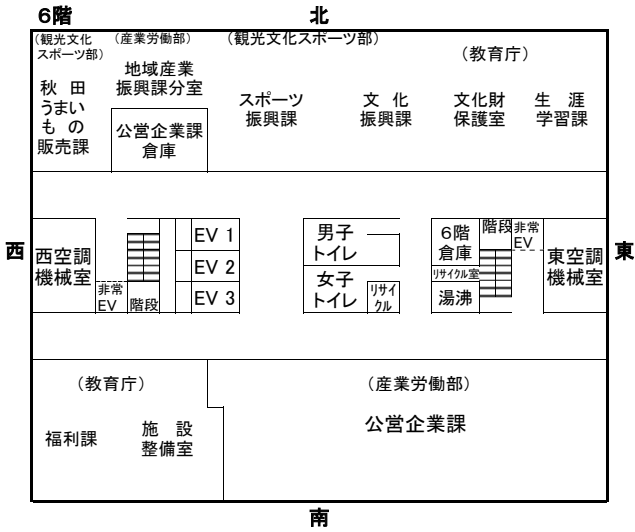 6階
北
（観光文化
スポーツ部）
（産業労働部）
（観光文化スポーツ部）
（教育庁）
秋　田
うまい
も　の
販売課
地域産業
振興課分室
公営企業課
倉庫
スポーツ
振興課
文　化
振興課
文化財
保護室
生　涯
学習課
西
西空調
機械室
非常
EV
階段
EV 1
EV 2
EV 3
男子
トイレ
女子
トイレ
リサイ
クル
6階
倉庫
リサイクル室
湯沸
階段
非常
EV
東空調
機械室
東
（教育庁）
福利課
施　設
整備室
（産業労働部）
公営企業課
南